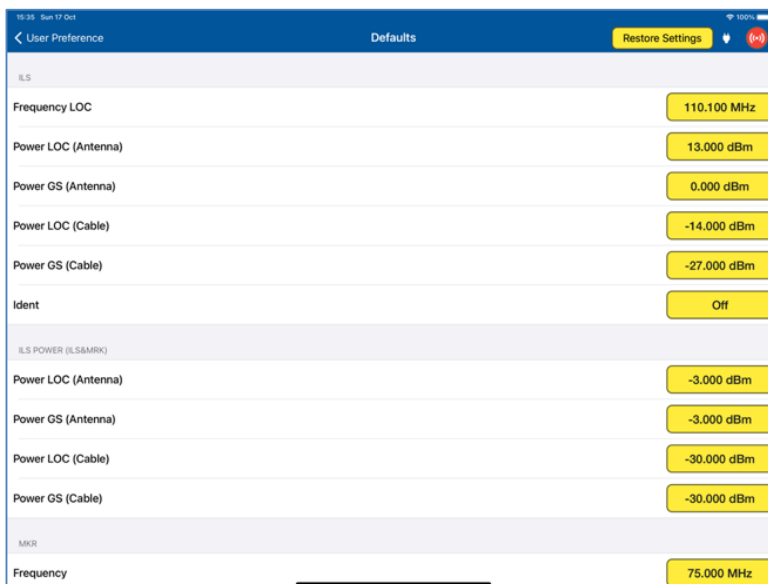 15:35 Sun 17 Oct 100%
User Preference Defaults Restore Settings
ILS
Frequency LOC 110.100 MHz
Power LOC (Antenna) 13.000 dBm
Power GS (Antenna) 0.000 dBm
Power LOC (Cable) -14.000 dBm
Power GS (Cable) -27.000 dBm
Ident Off
ILS POWER (ILS&MRK)
Power LOC (Antenna) -3.000 dBm
Power GS (Antenna) -3.000 dBm
Power LOC (Cable) -30.000 dBm
Power GS (Cable) -30.000 dBm
MKR
Frequency 75.000 MHz